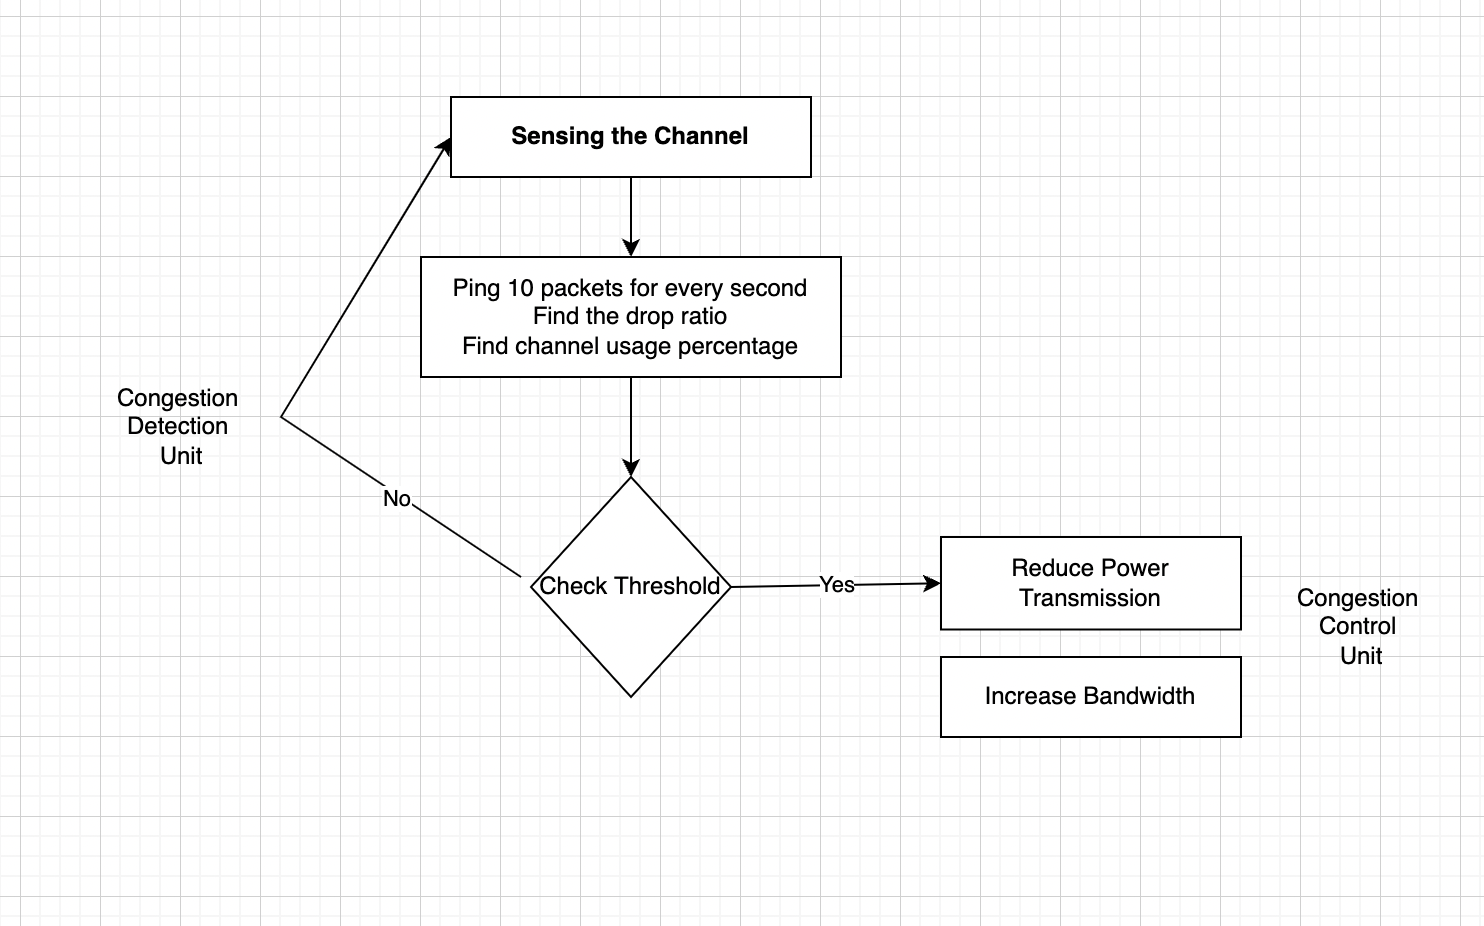 Sensing the Channel
Ping 10 packets for every second
Find the drop ratio
Find channel usage percentage
Congestion
Detection
Unit
No
Check Threshold
Yes
Reduce Power
Transmission
Congestion
Control
Unit
Increase Bandwidth